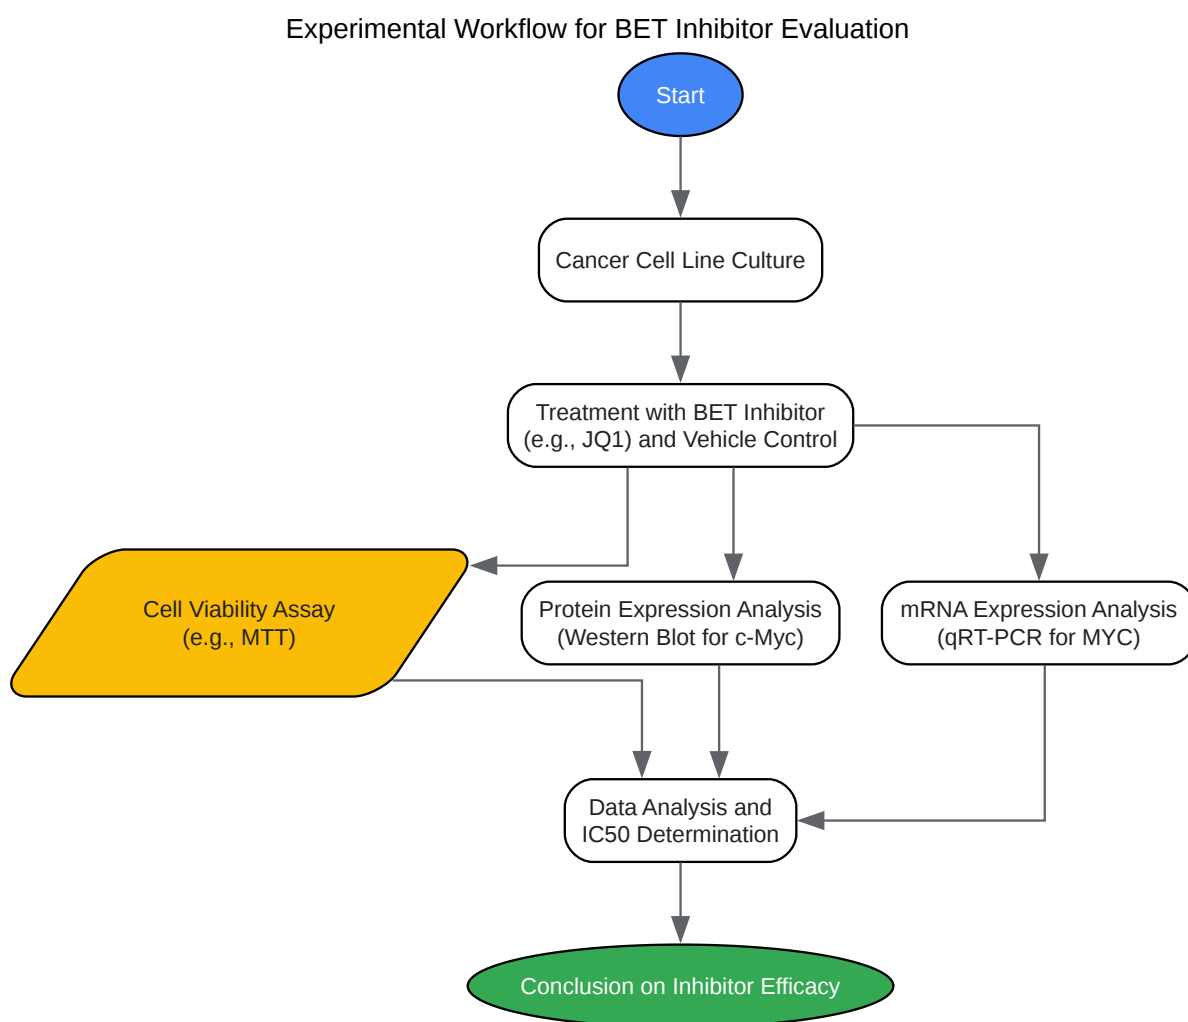 Experimental Workflow for BET Inhibitor Evaluation
Start
Cancer Cell Line Culture
Treatment with BET Inhibitor
(e.g., JQ1) and Vehicle Control
Cell Viability Assay
(e.g., MTT)
Protein Expression Analysis
(Western Blot for c-Myc)
mRNA Expression Analysis
(qRT-PCR for MYC)
Data Analysis and
IC50 Determination
Conclusion on Inhibitor Efficacy